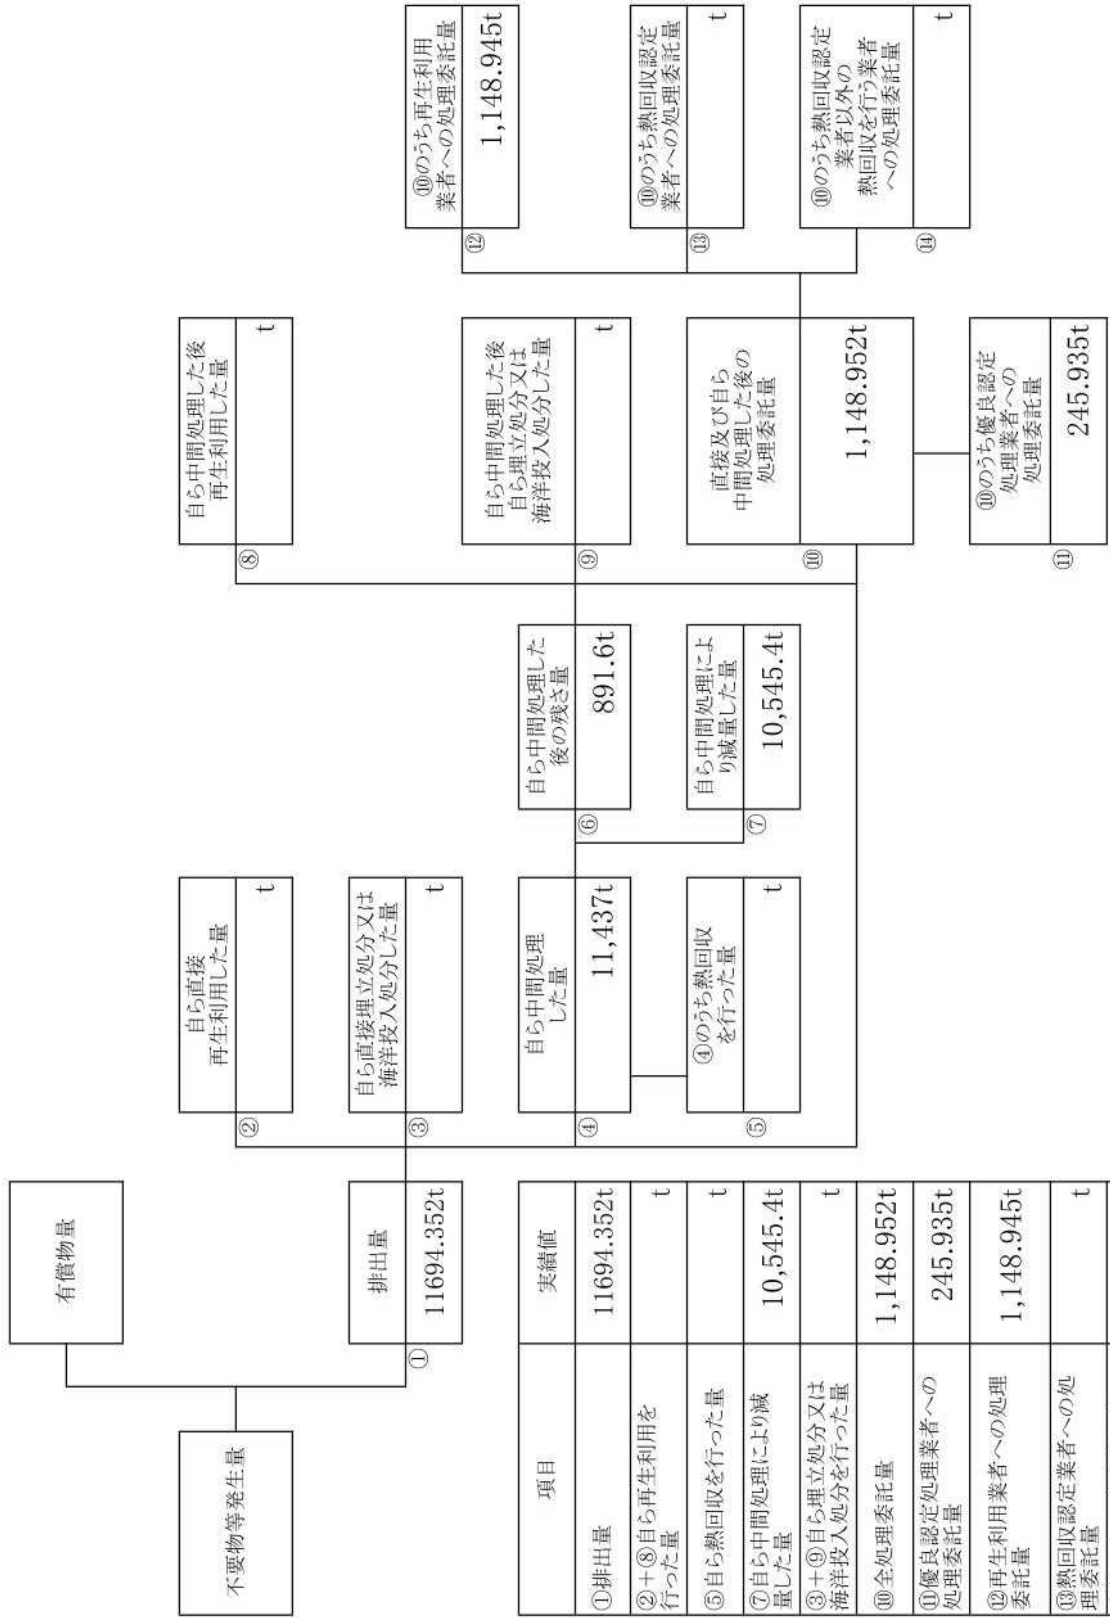 有償物量
不要物等発生量
排出量
①
11694.352t
自ら直接
再生利用した量
②
t
自ら直接埋立処分又は
海洋投入処分した量
③
t
自ら中間処理
した量
④
11,437t
④のうち熱回収
を行った量
⑤
t
自ら中間処理した
後の残さ量
⑥
891.6t
自ら中間処理によ
り減量した量
⑦
10,545.4t
自ら中間処理した後
再生利用した量
⑧
t
自ら中間処理した後
自ら埋立処分又は
海洋投入処分した量
⑨
t
直接及び自ら
中間処理した後の
処理委託量
⑩
1,148.952t
⑩のうち優良認定
処理業者への
処理委託量
⑪
245.935t
⑩のうち再生利用
業者への処理委託量
⑫
1,148.945t
⑩のうち熱回収認定
業者への処理委託量
⑬
t
⑩のうち熱回収認定
業者以外の
熱回収を行う業者
への処理委託量
⑭
t
項目 実績値
①排出量 11694.352t
②+⑧自ら再生利用を
行った量
t
⑤自ら熱回収を行った量 t
⑦自ら中間処理により減
量した量
10,545.4t
③+⑨自ら埋立処分又は
海洋投入処分を行った量
t
⑩全処理委託量 1,148.952t
⑪優良認定処理業者への
処理委託量
245.935t
⑫再生利用業者への処理
委託量
1,148.945t
⑬熱回収認定業者への処
理委託量
t